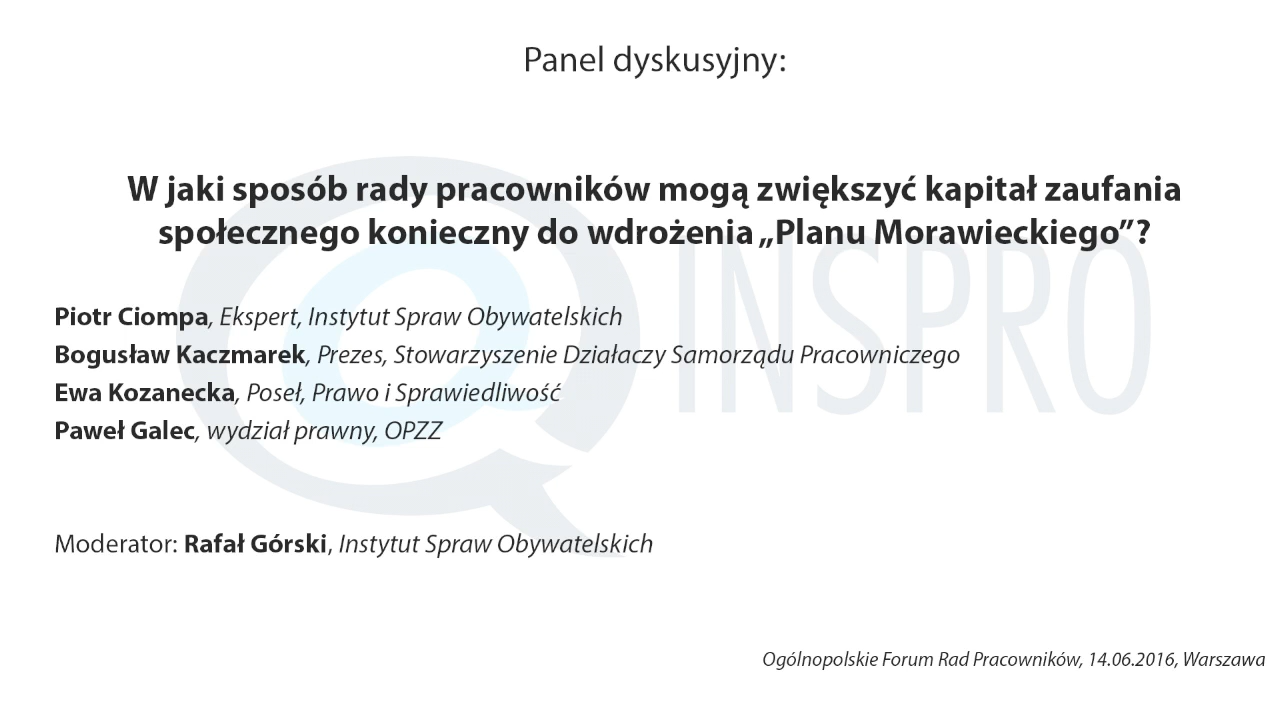 Panel dyskusyjny:
W jaki sposób rady pracowników mogą zwiększyć kapitał zaufania
społecznego konieczny do wdrożenia „Planu Morawieckiego”?
Piotr Ciompa, Ekspert, Instytut Spraw Obywatelskich
Bogusław Kaczmarek, Prezes, Stowarzyszenie Działaczy Samorządu Pracowniczego
Ewa Kozanecka, Poseł, Prawo i Sprawiedliwość
Paweł Galec, wydział prawny, OPZZ
INSPRO
Moderator: Rafał Górski, Instytut Spraw Obywatelskich
Ogólnopolskie Forum Rad Pracowników, 14.06.2016, Warszawa